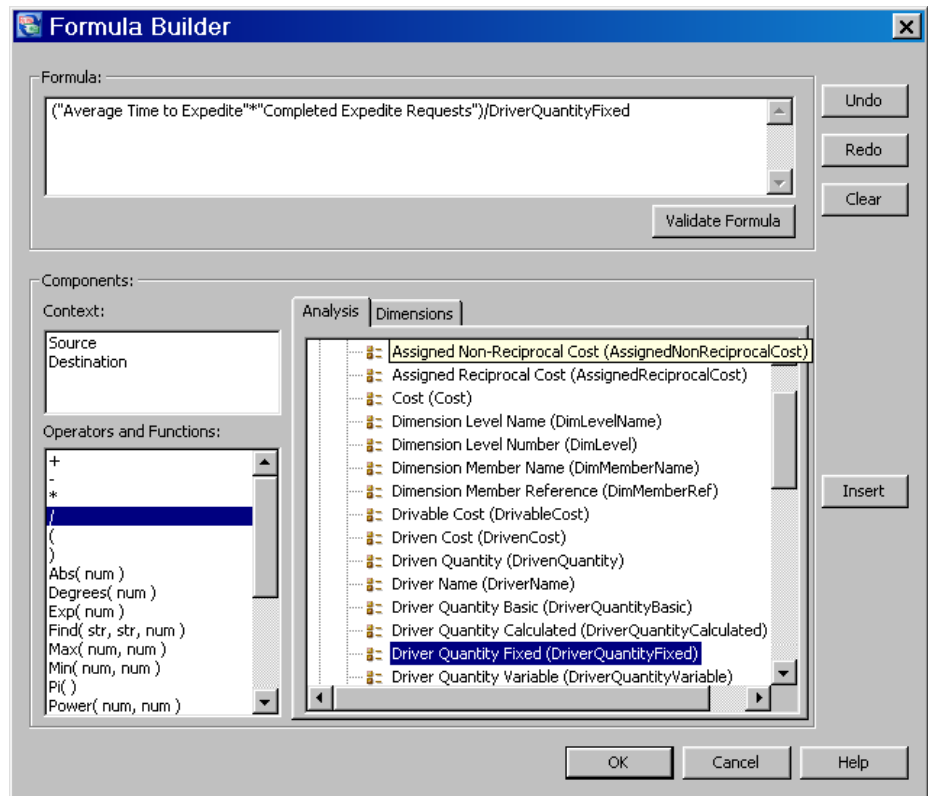 Formula Builder
Formula:
("Average Time to Expedite"*"Completed Expedite Requests")/DriverQuantityFixed
Undo
Redo
Clear
Validate Formula
Components:
Context:
Source
Destination
Operators and Functions:
+
-
*
/
(
)
Abs( num )
Degrees( num )
Exp( num )
Find( str, str, num )
Max( num, num )
Min( num, num )
Pi( )
Power( num, num )
Analysis
Dimensions
Assigned Non-Reciprocal Cost (AssignedNonReciprocalCost)
Assigned Reciprocal Cost (AssignedReciprocalCost)
Cost (Cost)
Dimension Level Name (DimLevelName)
Dimension Level Number (DimLevel)
Dimension Member Name (DimMemberName)
Dimension Member Reference (DimMemberRef)
Drivable Cost (DrivableCost)
Driven Cost (DrivenCost)
Driven Quantity (DrivenQuantity)
Driver Name (DriverName)
Driver Quantity Basic (DriverQuantityBasic)
Driver Quantity Calculated (DriverQuantityCalculated)
Driver Quantity Fixed (DriverQuantityFixed)
Driver Quantity Variable (DriverQuantityVariable)
Insert
OK
Cancel
Help